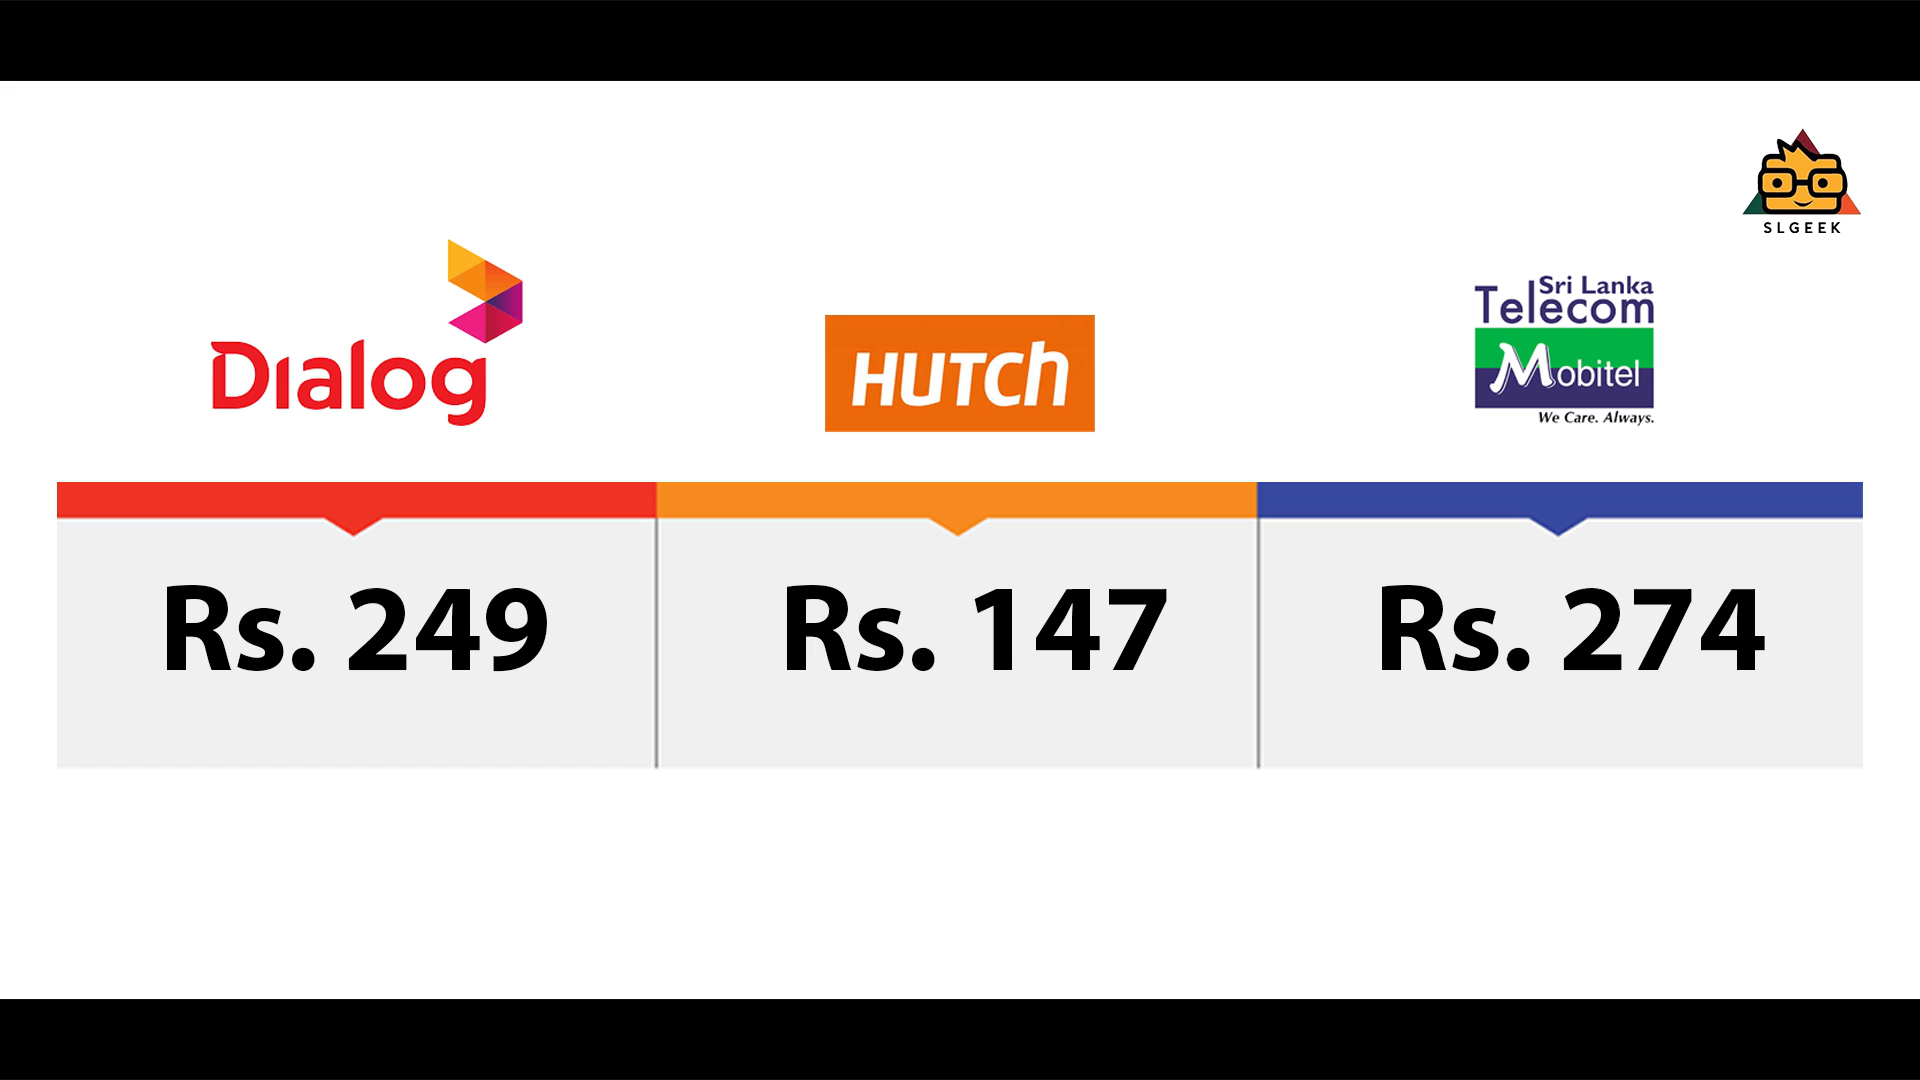 SLGEEK
Dialog
HUTCh
Sri Lanka
Telecom
Mobitel
We Care. Always.
Rs. 249
Rs. 147
Rs. 274